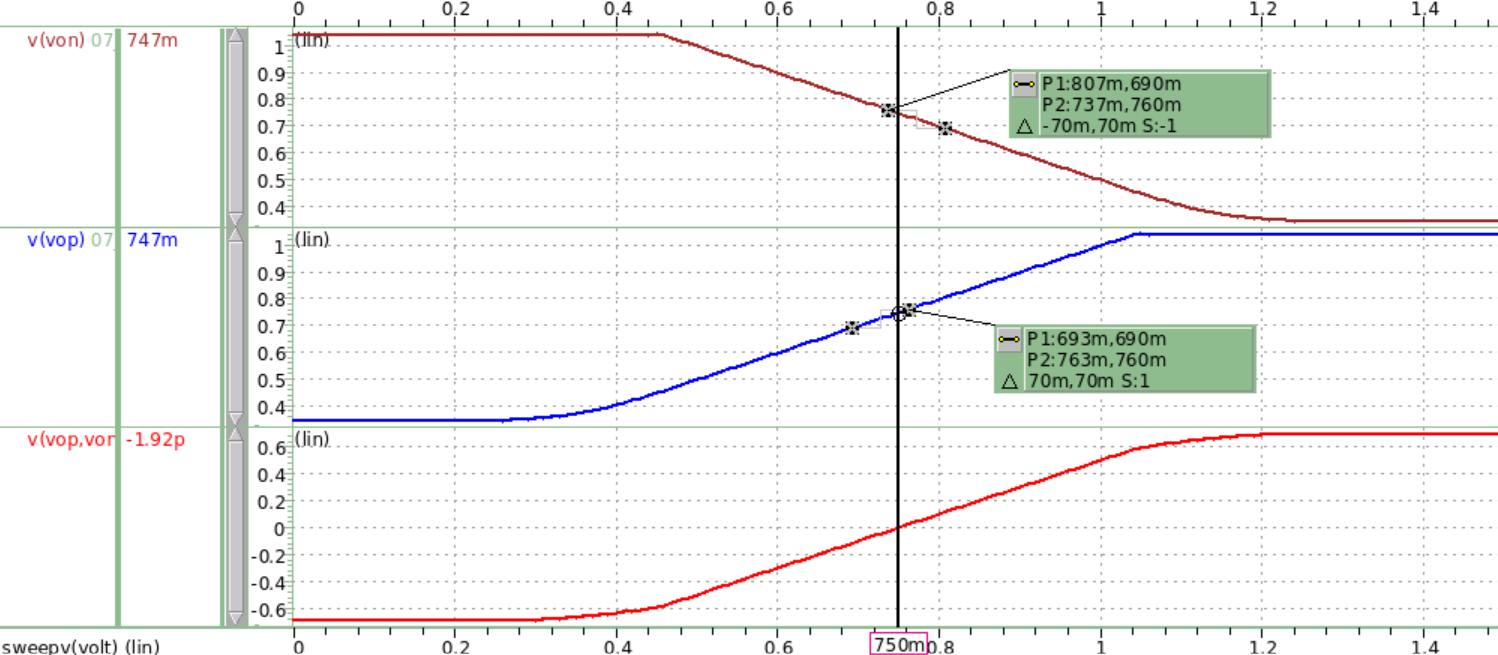 0 0.2 0.4 0.6 0.8 1 1.2 1.4
v(von) 07 747m
(lin)
1
0.9
0.8
0.7
0.6
0.5
0.4
P1:807m,690m
P2:737m,760m
△ -70m,70m S:-1
v(vop) 07 747m
(lin)
1
0.9
0.8
0.7
0.6
0.5
0.4
P1:693m,690m
P2:763m,760m
△ 70m,70m S:1
v(vop,von -1.92p
(lin)
0.6
0.4
0.2
0
-0.2
-0.4
-0.6
sweepv(volt) (lin) 0 0.2 0.4 0.6 750m 0.8 1 1.2 1.4